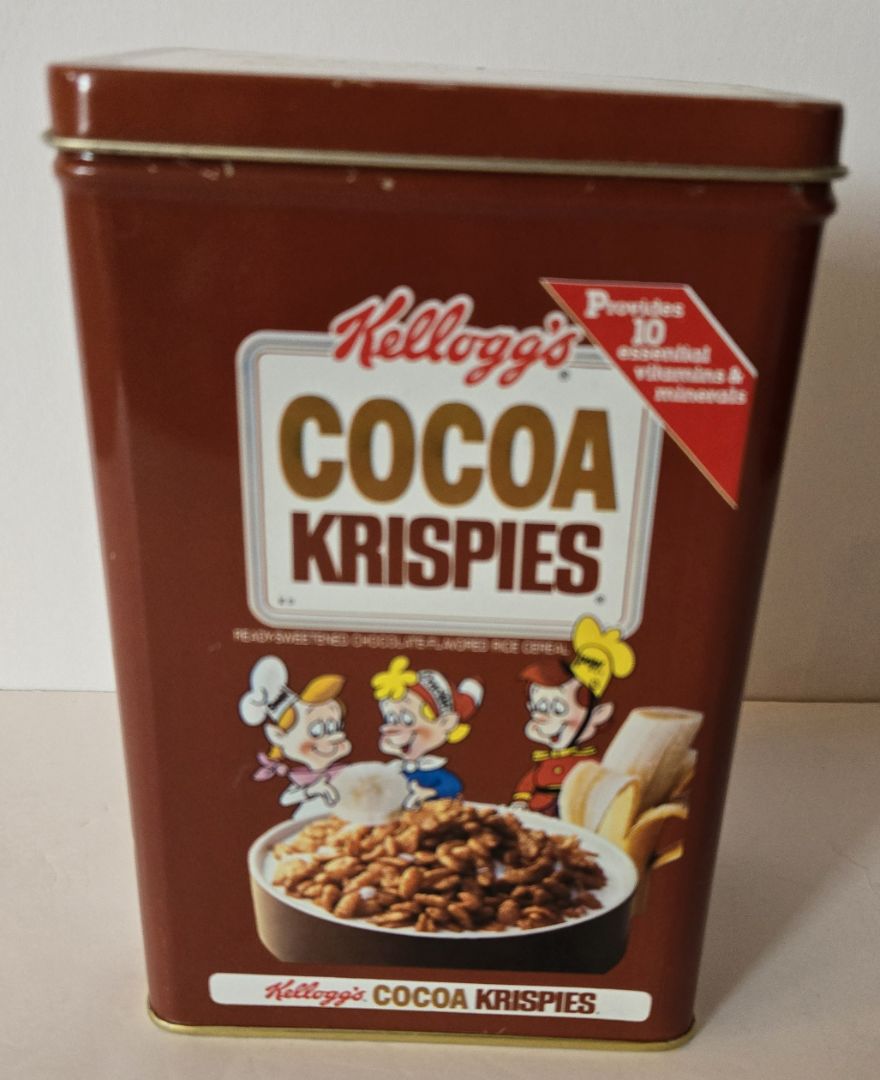 Kellogg's
COCOA
KRISPIES
Provides
10
essential
vitamins &
minerals
READY-SWEETENED CHOCOLATE FLAVORED RICE CEREAL
Kellogg's COCOA KRISPIES